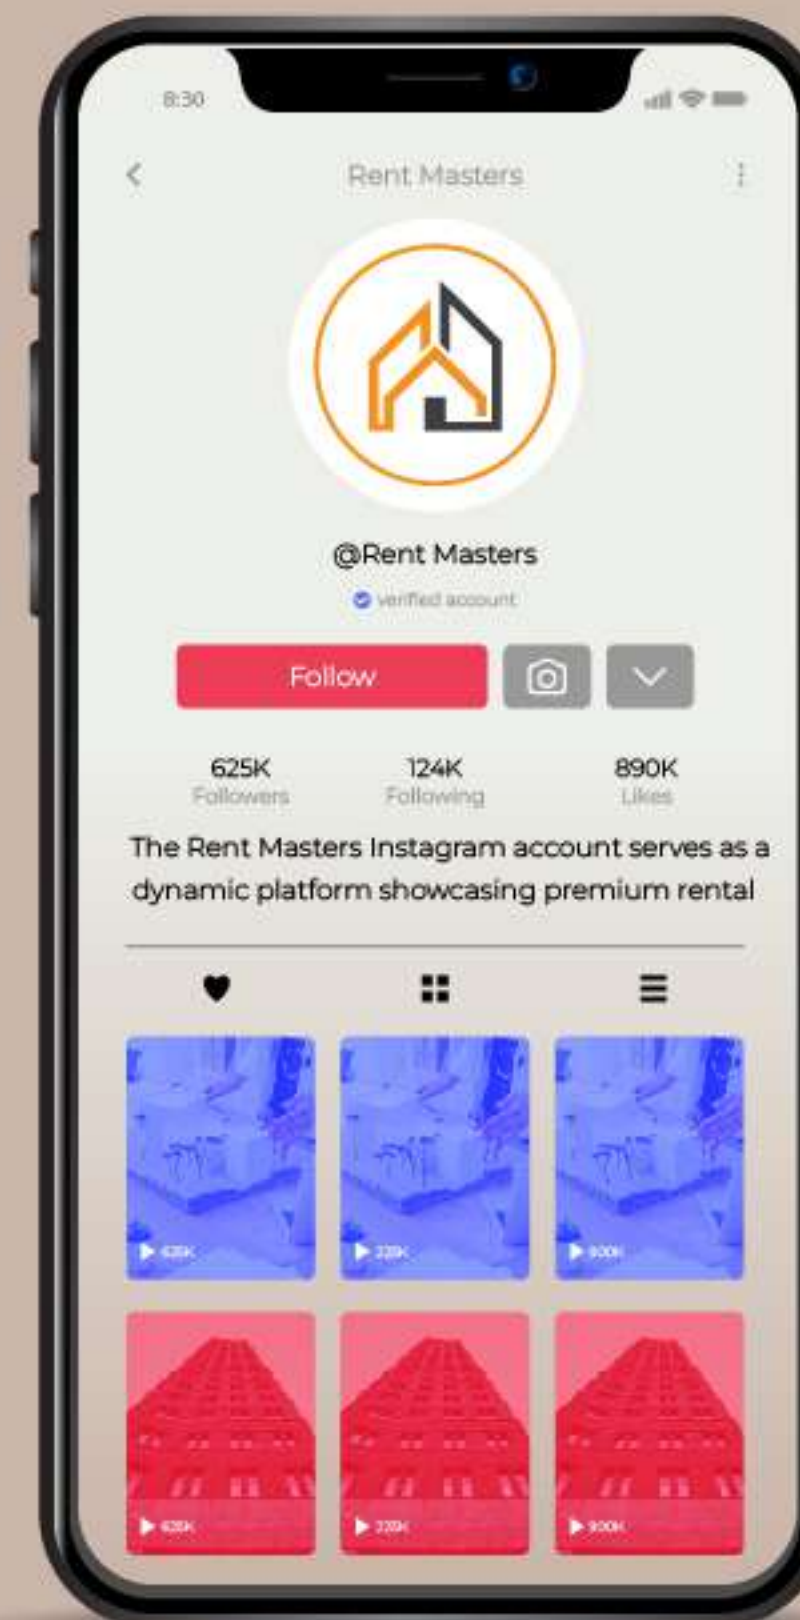 8:30
Rent Masters
@Rent Masters
verified account
Follow
625K 124K 890K
Followers Following Likes
The Rent Masters Instagram account serves as a
dynamic platform showcasing premium rental
900K